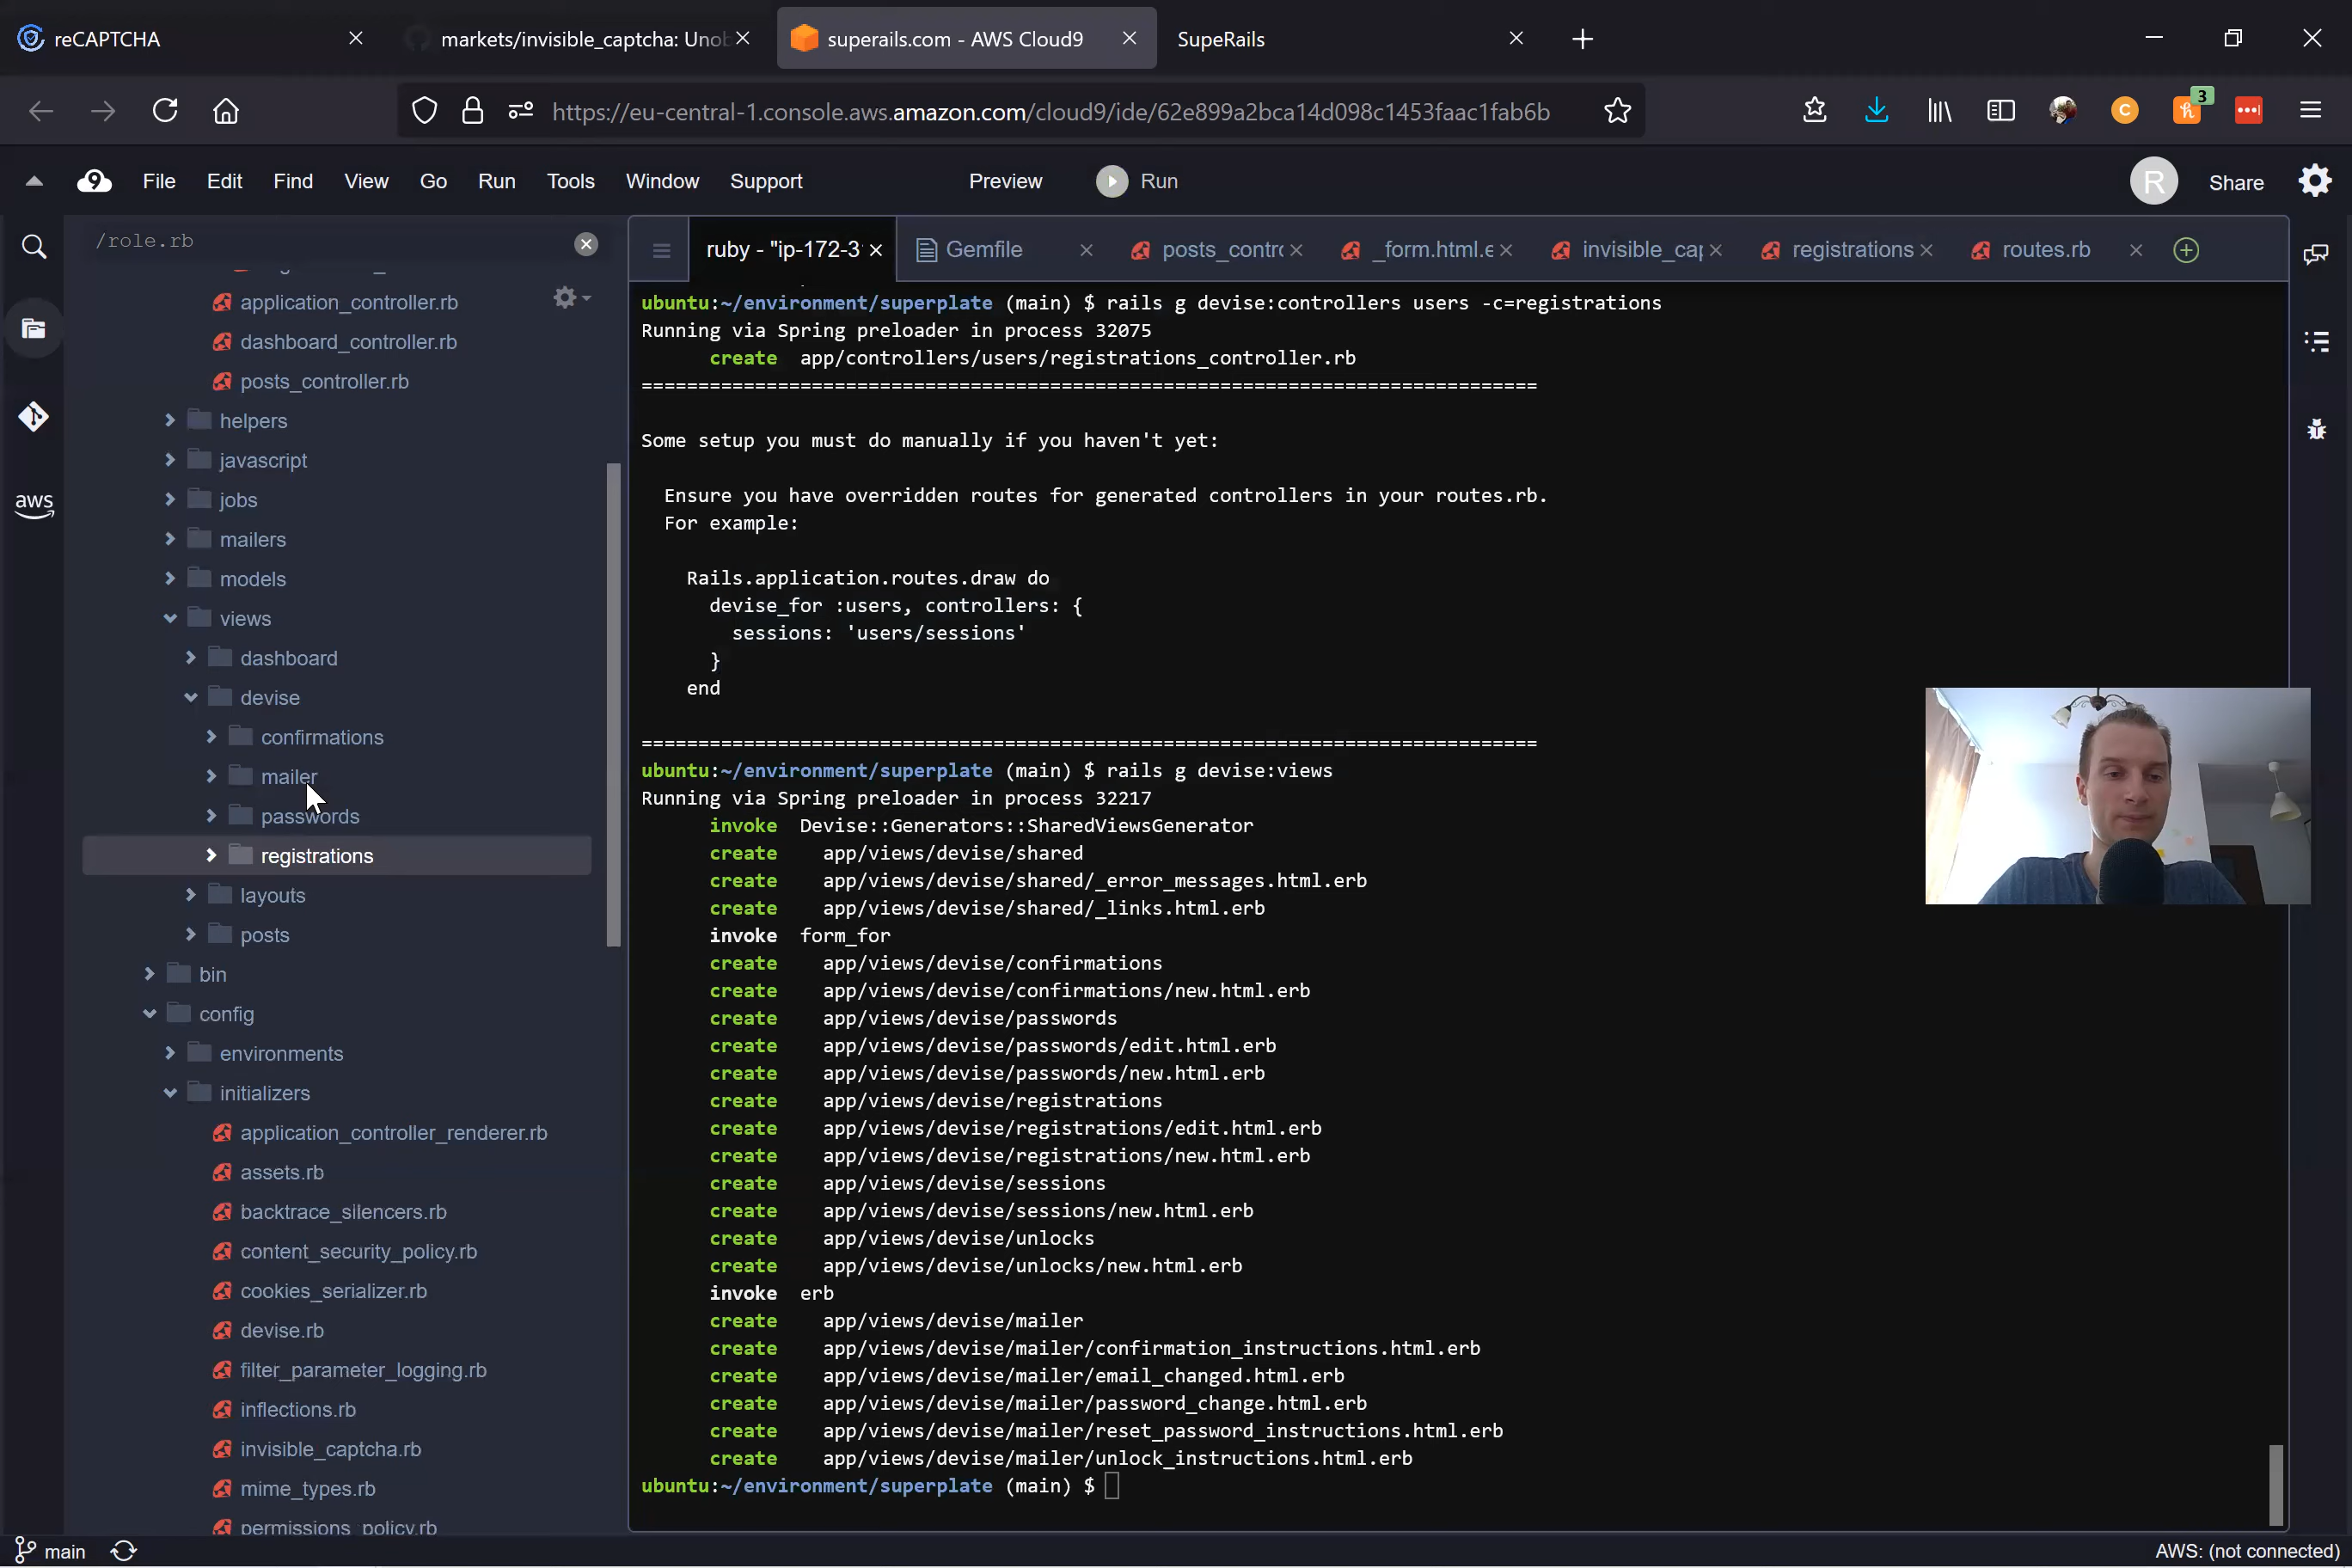 reCAPTCHA
markets/invisible_captcha: Unob
superails.com - AWS Cloud9
SupeRails
https://eu-central-1.console.aws.amazon.com/cloud9/ide/62e899a2bca14d098c1453faac1fab6b
C
h
3
9
File Edit Find View Go Run Tools Window Support
Preview
Run
R
Share
/role.rb
ruby - "ip-172-3
Gemfile
posts_contro
_form.html.e
invisible_cap
registrations
routes.rb
aws
application_controller.rb
dashboard_controller.rb
posts_controller.rb
helpers
javascript
jobs
mailers
models
views
dashboard
devise
confirmations
mailer
passwords
registrations
layouts
posts
bin
config
environments
initializers
application_controller_renderer.rb
assets.rb
backtrace_silencers.rb
content_security_policy.rb
cookies_serializer.rb
devise.rb
filter_parameter_logging.rb
inflections.rb
invisible_captcha.rb
mime_types.rb
permissions_policy.rb
ubuntu:~/environment/superplate (main) $ rails g devise:controllers users -c=registrations
Running via Spring preloader in process 32075
create app/controllers/users/registrations_controller.rb
===============================================================================
Some setup you must do manually if you haven't yet:
Ensure you have overridden routes for generated controllers in your routes.rb.
For example:
Rails.application.routes.draw do
devise_for :users, controllers: {
sessions: 'users/sessions'
}
end
===============================================================================
ubuntu:~/environment/superplate (main) $ rails g devise:views
Running via Spring preloader in process 32217
invoke Devise::Generators::SharedViewsGenerator
create app/views/devise/shared
create app/views/devise/shared/_error_messages.html.erb
create app/views/devise/shared/_links.html.erb
invoke form_for
create app/views/devise/confirmations
create app/views/devise/confirmations/new.html.erb
create app/views/devise/passwords
create app/views/devise/passwords/edit.html.erb
create app/views/devise/passwords/new.html.erb
create app/views/devise/registrations
create app/views/devise/registrations/edit.html.erb
create app/views/devise/registrations/new.html.erb
create app/views/devise/sessions
create app/views/devise/sessions/new.html.erb
create app/views/devise/unlocks
create app/views/devise/unlocks/new.html.erb
invoke erb
create app/views/devise/mailer
create app/views/devise/mailer/confirmation_instructions.html.erb
create app/views/devise/mailer/email_changed.html.erb
create app/views/devise/mailer/password_change.html.erb
create app/views/devise/mailer/reset_password_instructions.html.erb
create app/views/devise/mailer/unlock_instructions.html.erb
ubuntu:~/environment/superplate (main) $
main
AWS: (not connected)